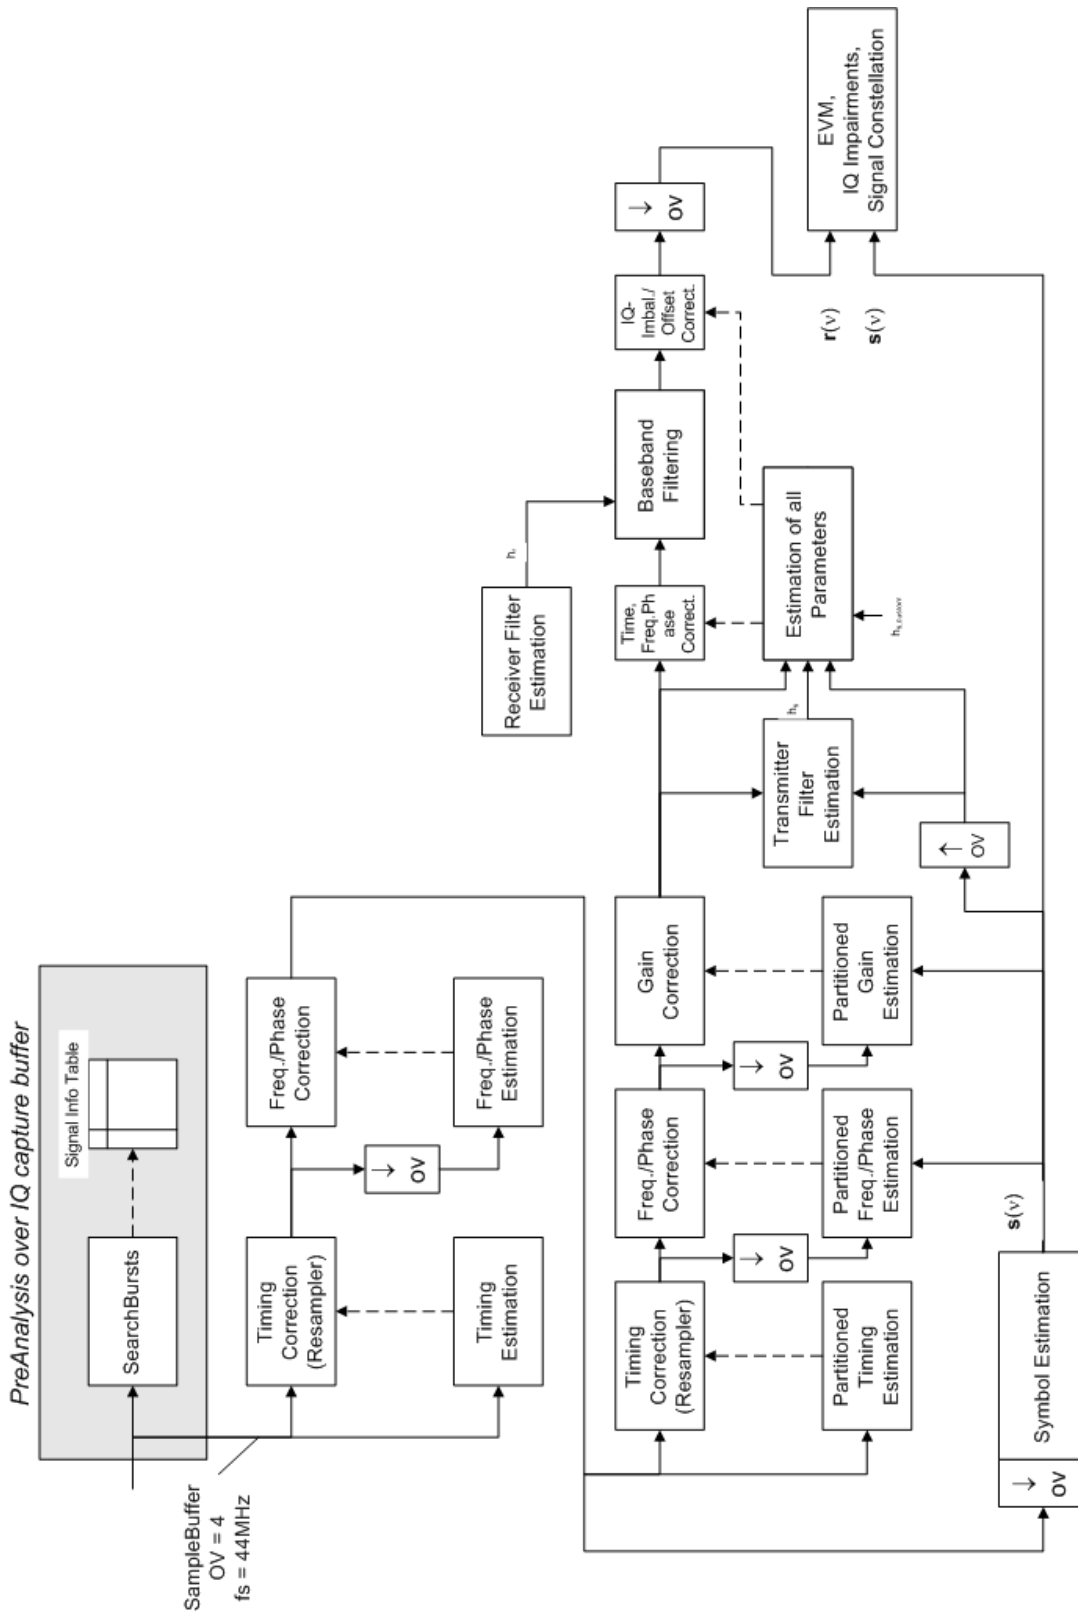 PreAnalysis over IQ capture buffer
Signal Info Table
SearchBursts
SampleBuffer
OV = 4
fs = 44MHz
Timing
Correction
(Resampler)
Freq./Phase
Correction
↓
OV
Timing
Estimation
Freq./Phase
Estimation
Receiver Filter
Estimation
Timing
Correction
(Resampler)
Freq./Phase
Correction
Gain
Correction
Time,
Freq.Ph
ase
Correct.
Baseband
Filtering
IQ-
Imbal./
Offset
Correct.
↓
OV
↓
OV
↓
OV
Partitioned
Timing
Estimation
Partitioned
Freq./Phase
Estimation
Partitioned
Gain
Estimation
Transmitter
Filter
Estimation
hs
Estimation of all
Parameters
r(ν)
s(ν)
EVM,
IQ Impairments,
Signal Constellation
↑
OV
↓
OV
Symbol Estimation
s(ν)